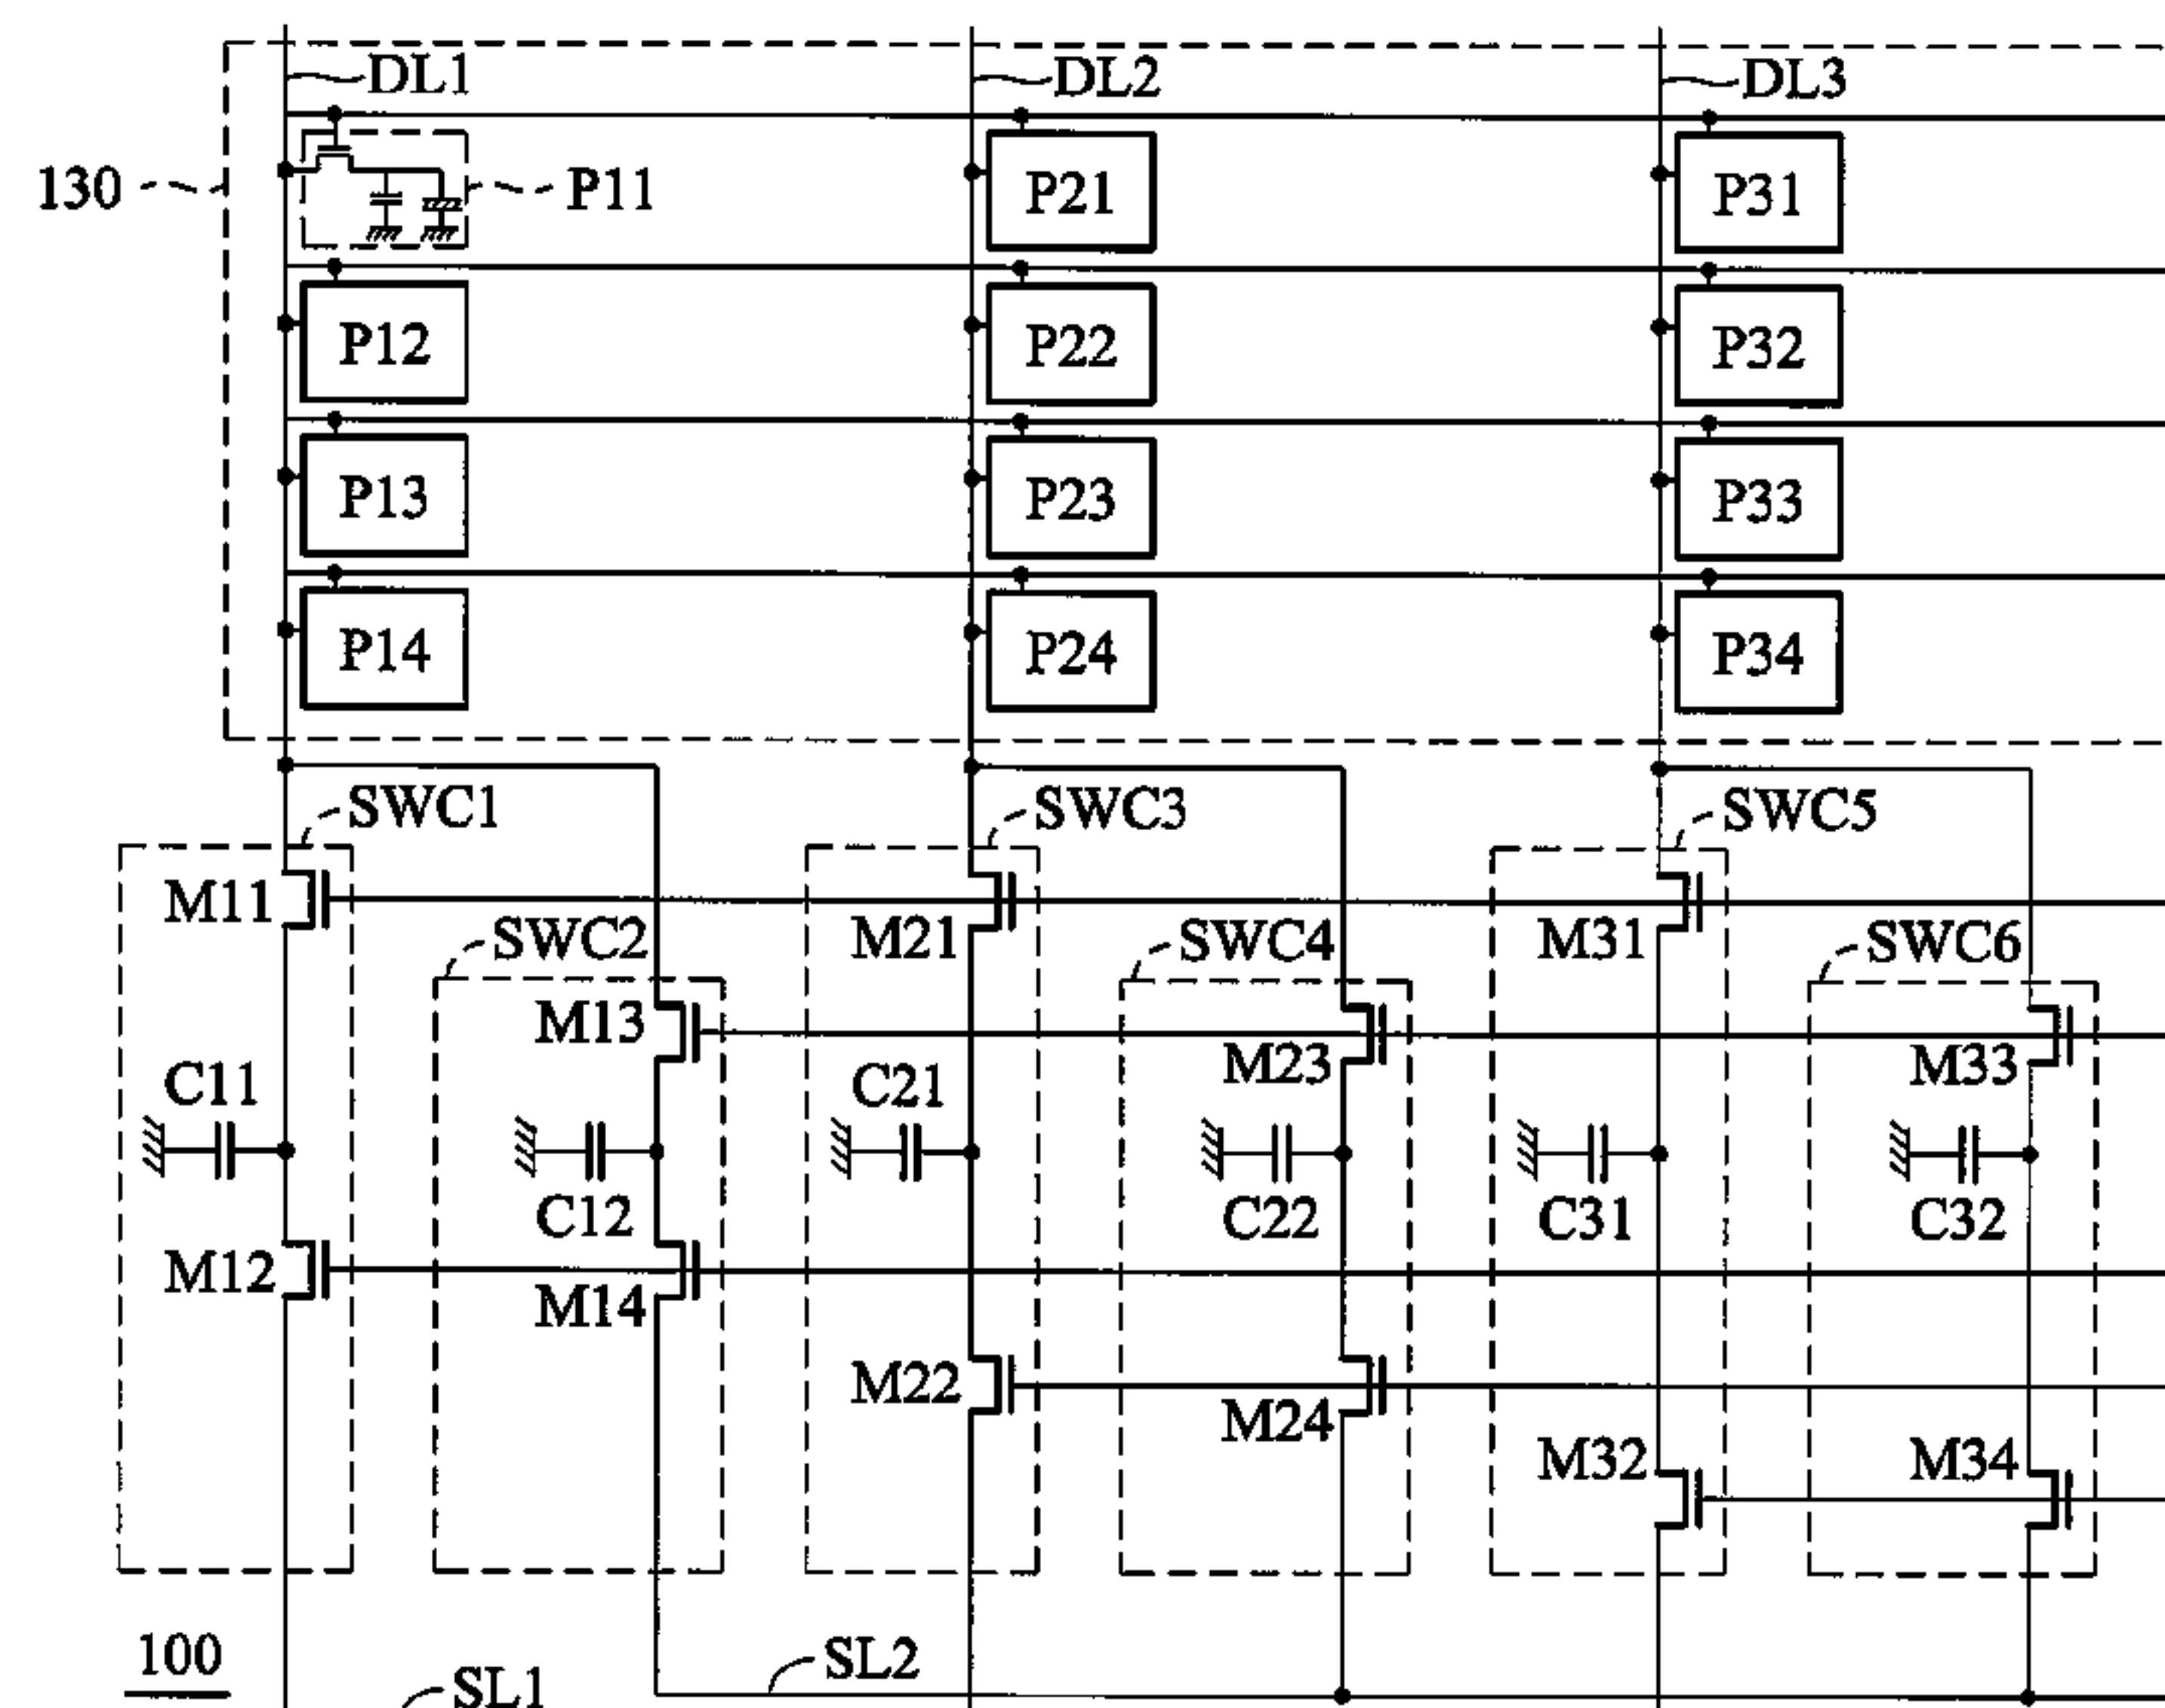 DL1 DL2 DL3
130 P11 P21 P31
P12 P22 P32
P13 P23 P33
P14 P24 P34
SWC1 SWC3 SWC5
M11 SWC2 M21 SWC4 M31 SWC6
M13 M23 M33
C11 C21
C12 C22 C31 C32
M12 M14
M22 M24
M32 M34
100 SL2
SL1